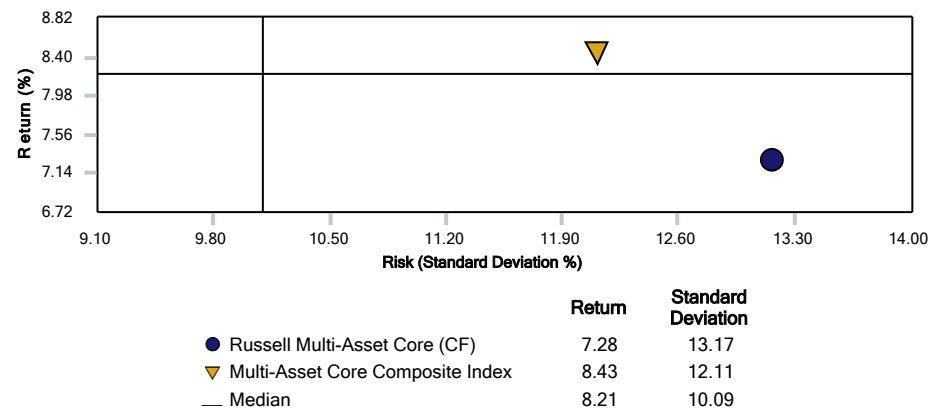 8.82
8.40
7.98
7.56
7.14
6.72
Return (%)
9.10 9.80 10.50 11.20 11.90 12.60 13.30 14.00
Risk (Standard Deviation %)
Return Standard Deviation
Russell Multi-Asset Core (CF) 7.28 13.17
Multi-Asset Core Composite Index 8.43 12.11
Median 8.21 10.09